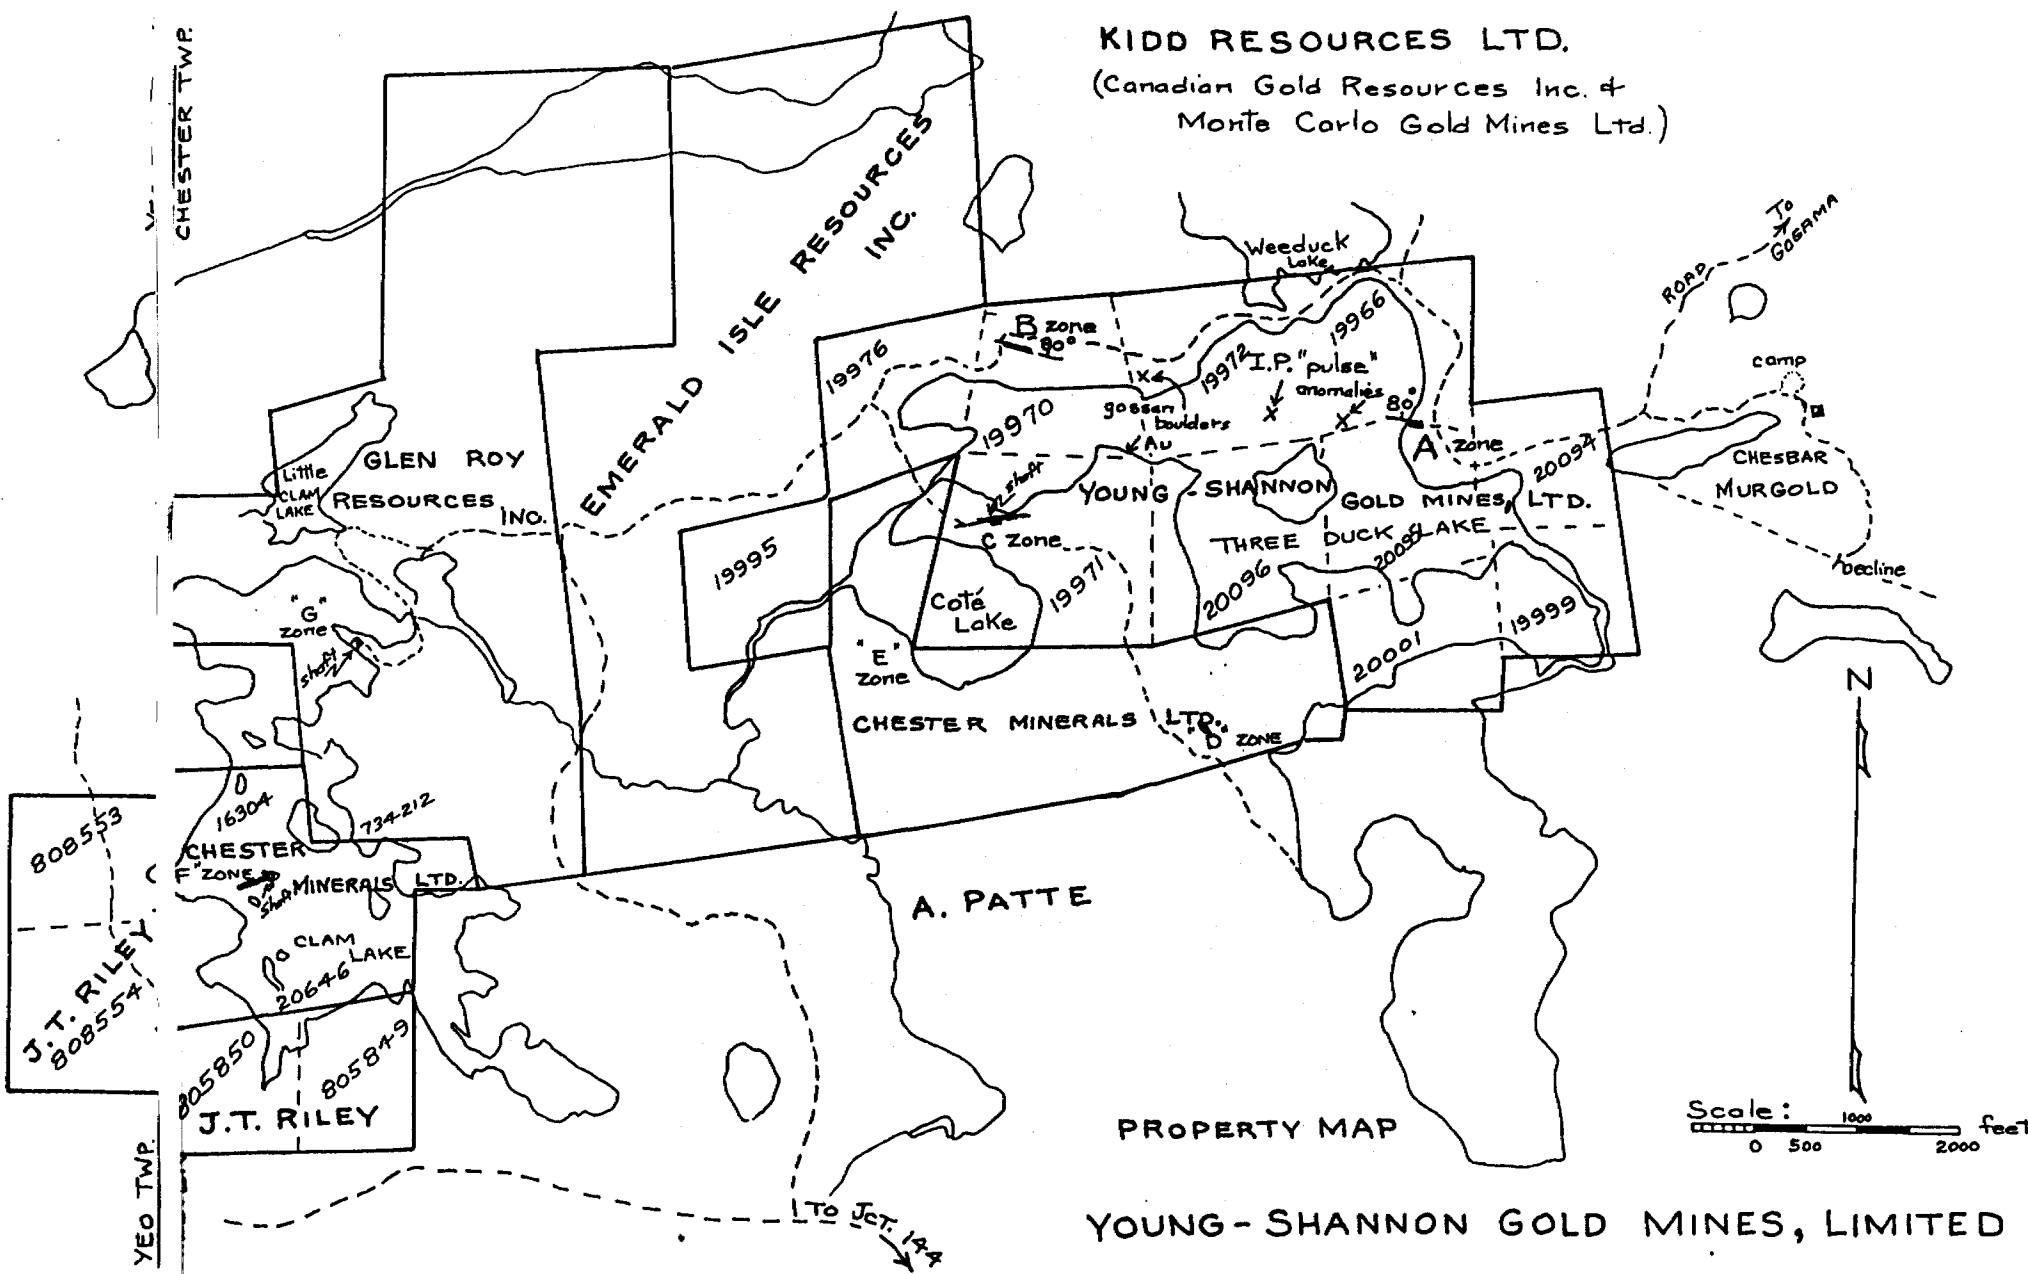 KIDD RESOURCES LTD.
(Canadian Gold Resources Inc. &
Monte Carlo Gold Mines Ltd.)
CHESTER TWP.
EMERALD ISLE RESOURCES
INC.
To
GOGAMA
ROAD
Weeduck
Lake
19966
B zone
80°
19976
19972
I.P. "pulse"
anomalies
X
X
X
80°
A zone
camp
19970
gossan
boulders
Au
shaft
20094
CHESBAR
MURGOLD
decline
Little
CLAM
LAKE
GLEN ROY
RESOURCES
INC.
YOUNG-SHANNON
GOLD MINES, LTD.
THREE DUCK LAKE
C zone
19995
19971
20096
19999
20001
Coté
Lake
"G"
zone
shaft
"E"
zone
CHESTER MINERALS LTD.
"D" ZONE
N
808553
16304
734212
CHESTER
"F" ZONE
shaft
MINERALS LTD.
A. PATTE
CLAM
LAKE
20646
J.T. RILEY
808554
805850
805849
J.T. RILEY
PROPERTY MAP
Scale:
1000
feet
0 500 2000
YEO TWP.
TO JCT. 144
YOUNG-SHANNON GOLD MINES, LIMITED